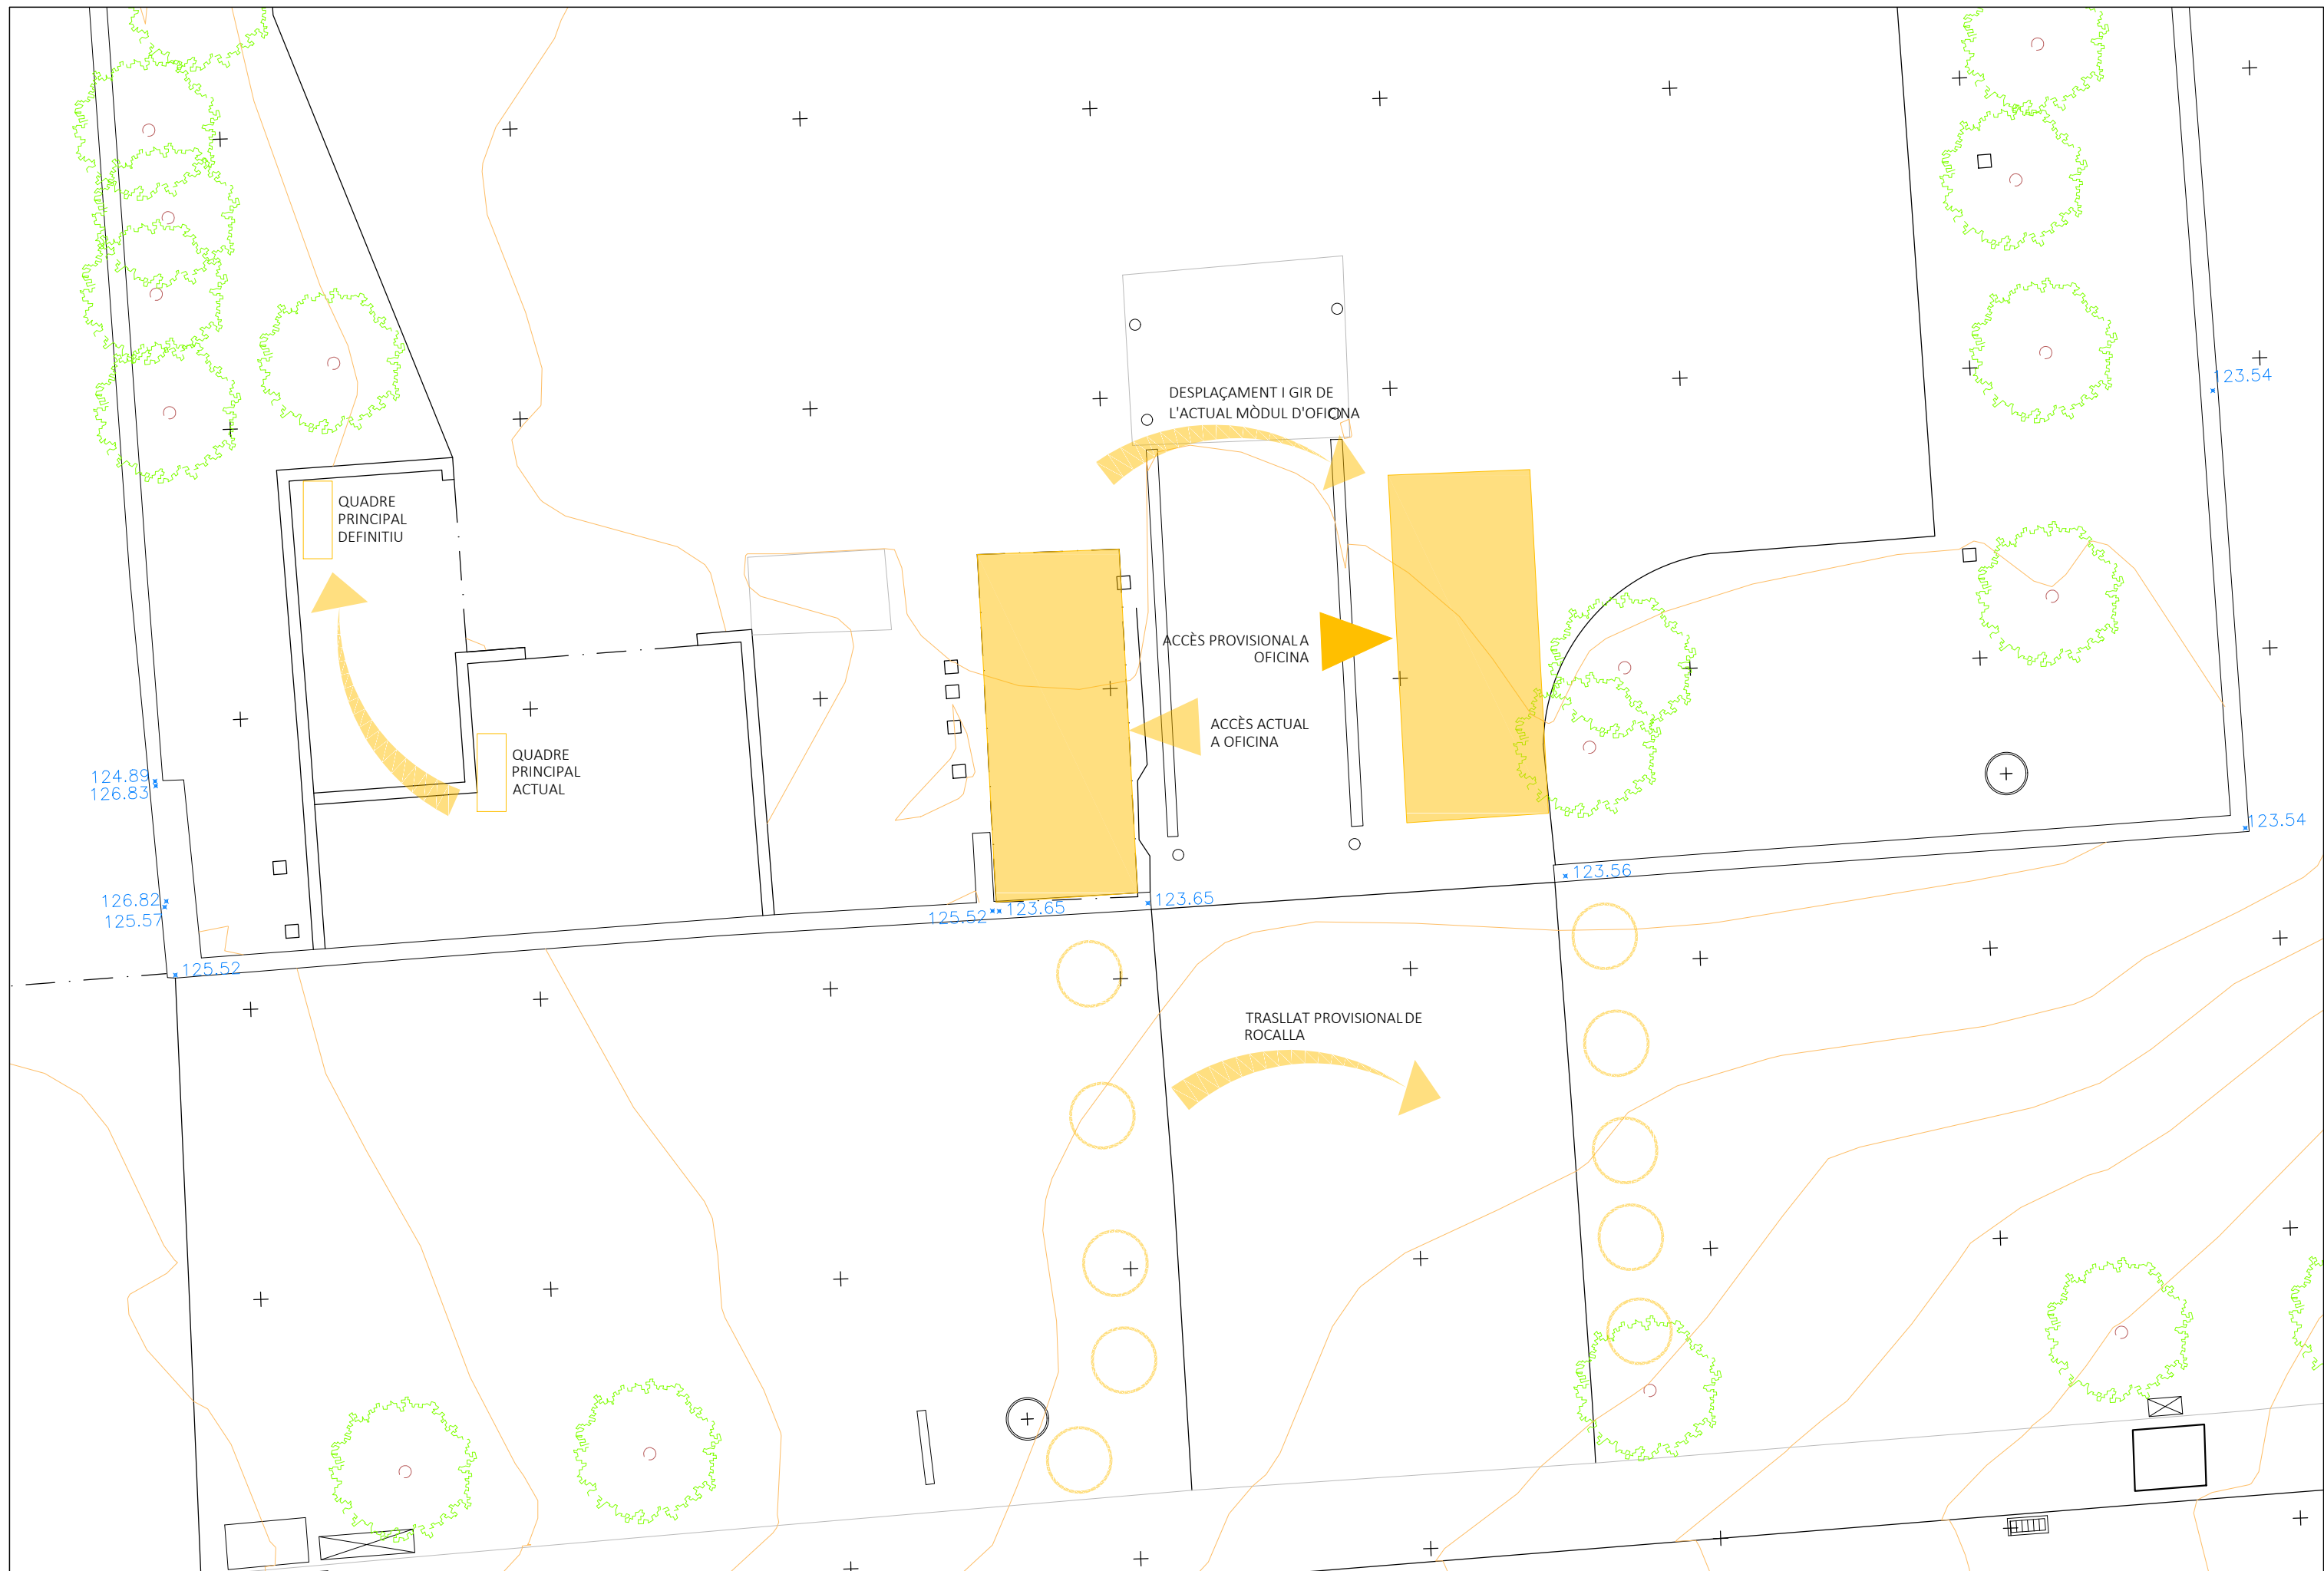 123.54
DESPLAÇAMENT I GIR DE
L'ACTUAL MÒDUL D'OFICINA
QUADRE
PRINCIPAL
DEFINITIU
ACCÈS PROVISIONAL A
OFICINA
ACCÈS ACTUAL
A OFICINA
QUADRE
PRINCIPAL
ACTUAL
124.89
126.83
123.54
123.56
126.82
125.57
125.52
123.65
123.65
125.52
TRASLLAT PROVISIONAL DE
ROCALLA